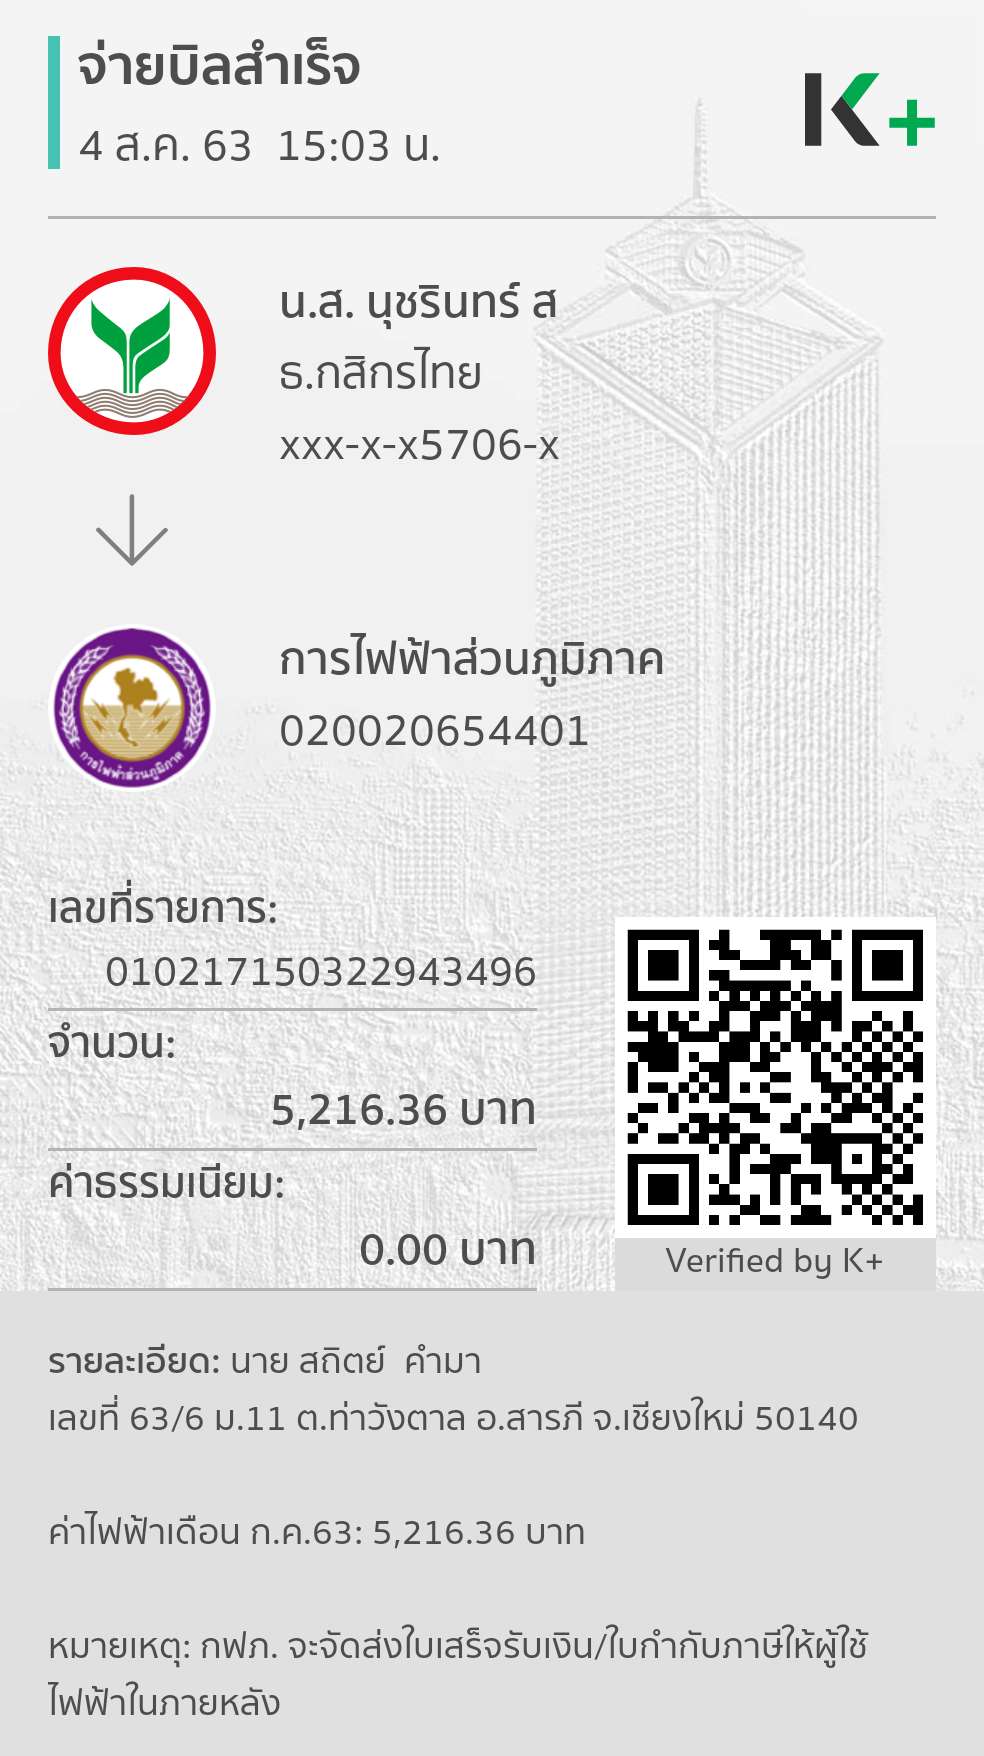 จ่ายบิลสำเร็จ
4 ส.ค. 63  15:03 น.
K+
น.ส. นุชรินทร์ ส
ธ.กสิกรไทย
xxx-x-x5706-x
การไฟฟ้าส่วนภูมิภาค
020020654401
การไฟฟ้าส่วนภูมิภาค
เลขที่รายการ:
010217150322943496
จำนวน:
5,216.36 บาท
ค่าธรรมเนียม:
0.00 บาท
Verified by K+
รายละเอียด: นาย สถิตย์  คำมา
เลขที่ 63/6 ม.11 ต.ท่าวังตาล อ.สารภี จ.เชียงใหม่ 50140
ค่าไฟฟ้าเดือน ก.ค.63: 5,216.36 บาท
หมายเหตุ: กฟภ. จะจัดส่งใบเสร็จรับเงิน/ใบกำกับภาษีให้ผู้ใช้
ไฟฟ้าในภายหลัง